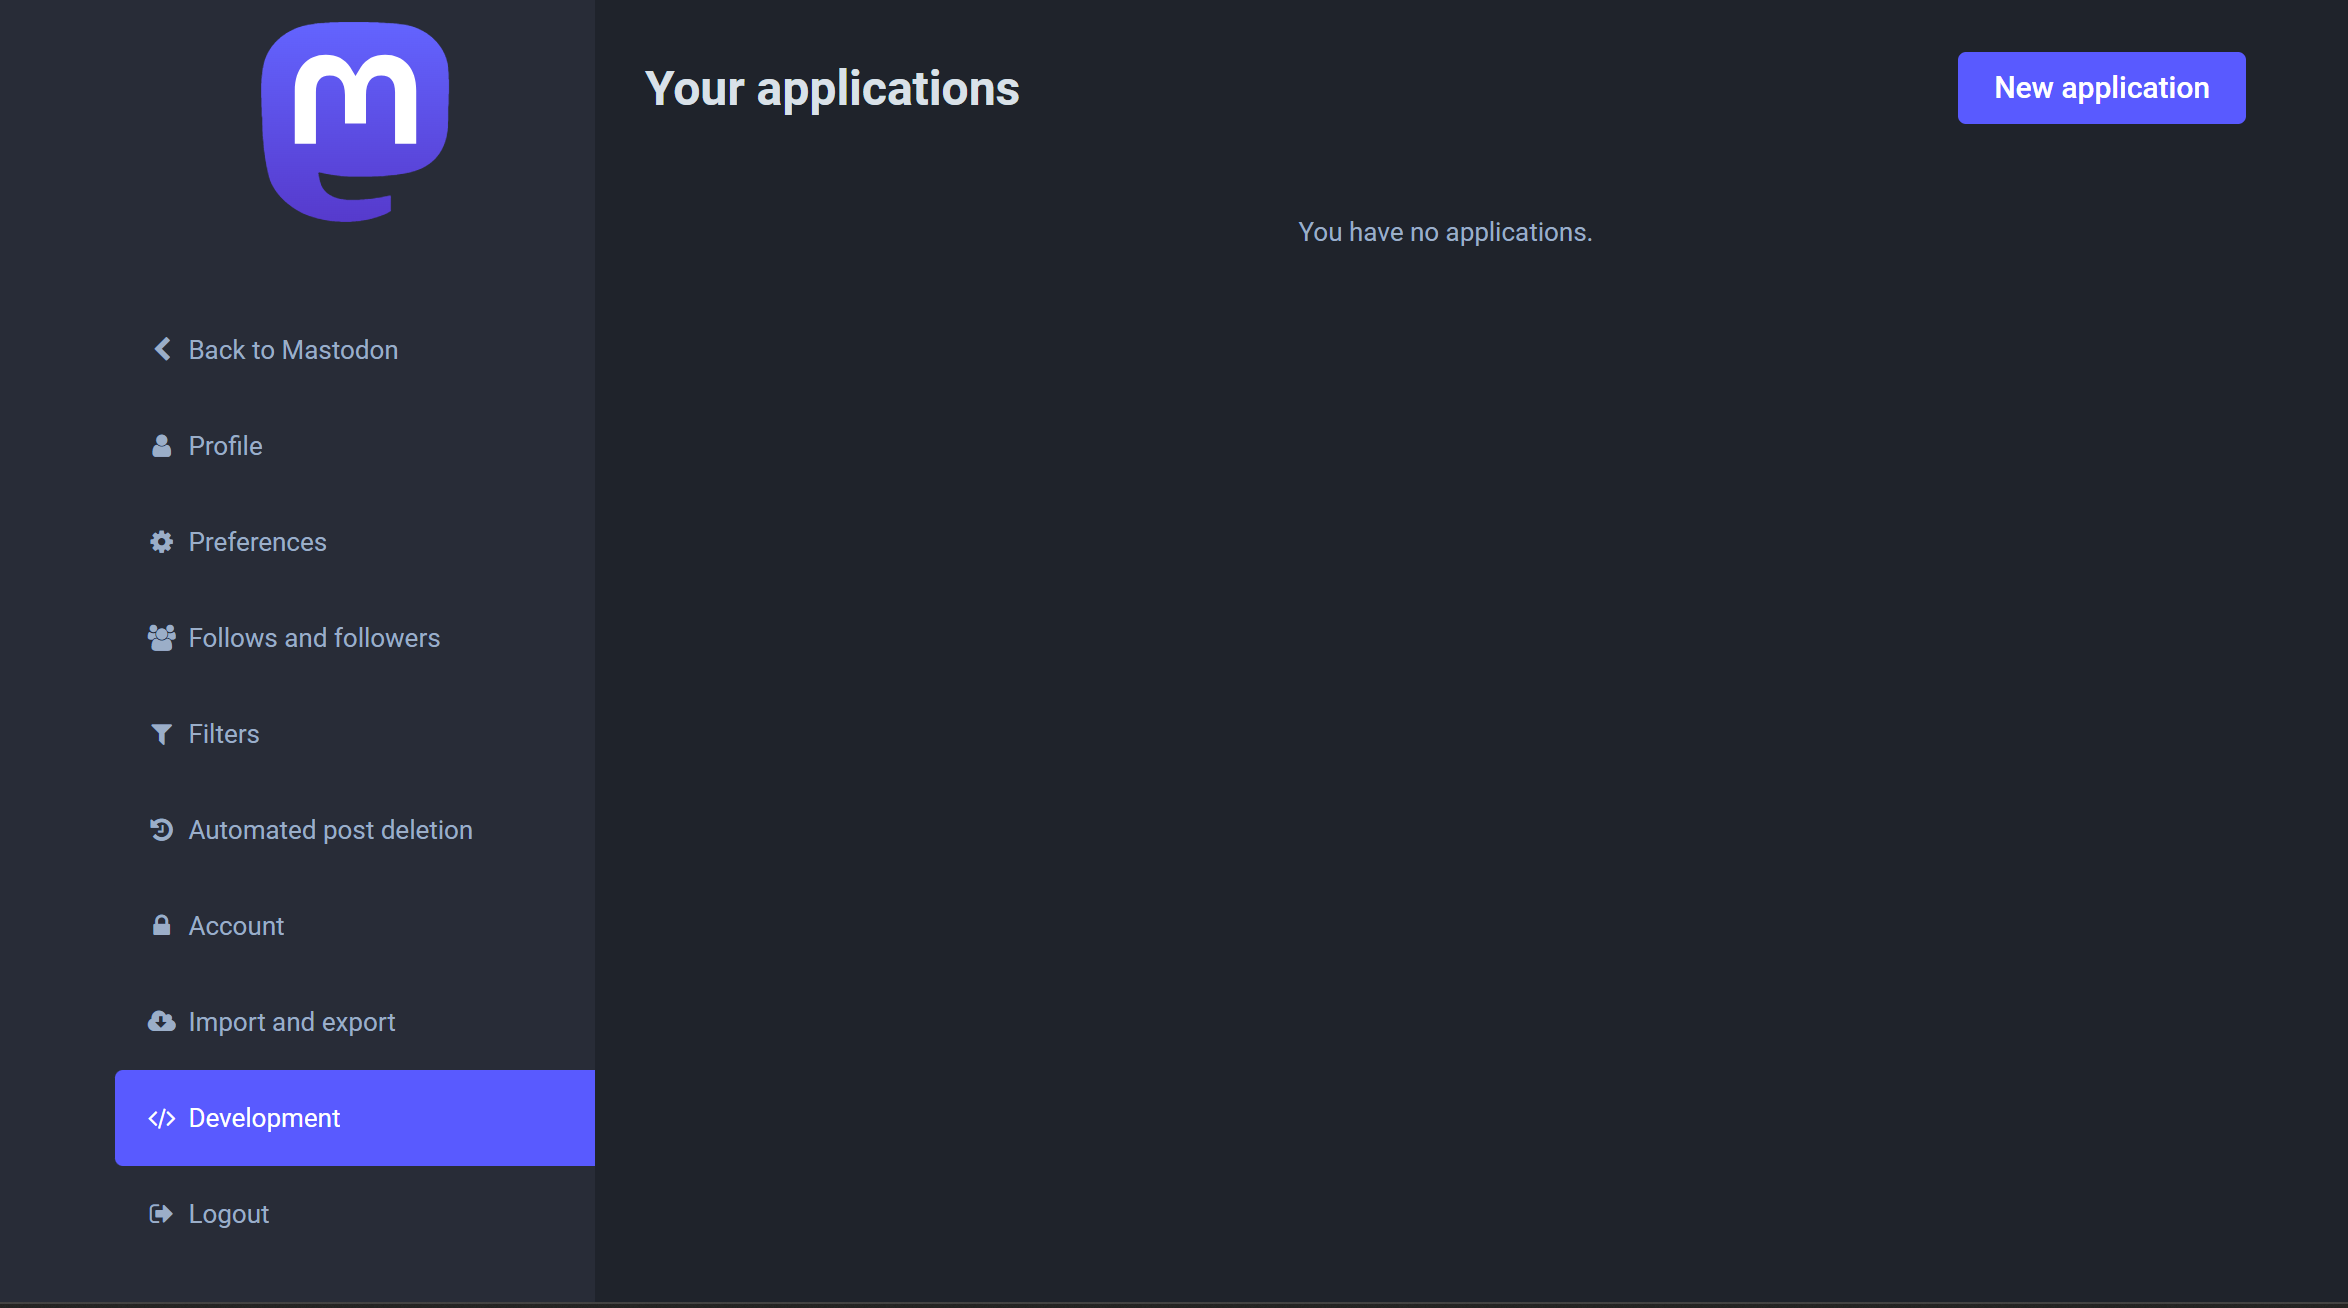 Your applications
New application
You have no applications.
Back to Mastodon
Profile
Preferences
Follows and followers
Filters
Automated post deletion
Account
Import and export
Development
Logout